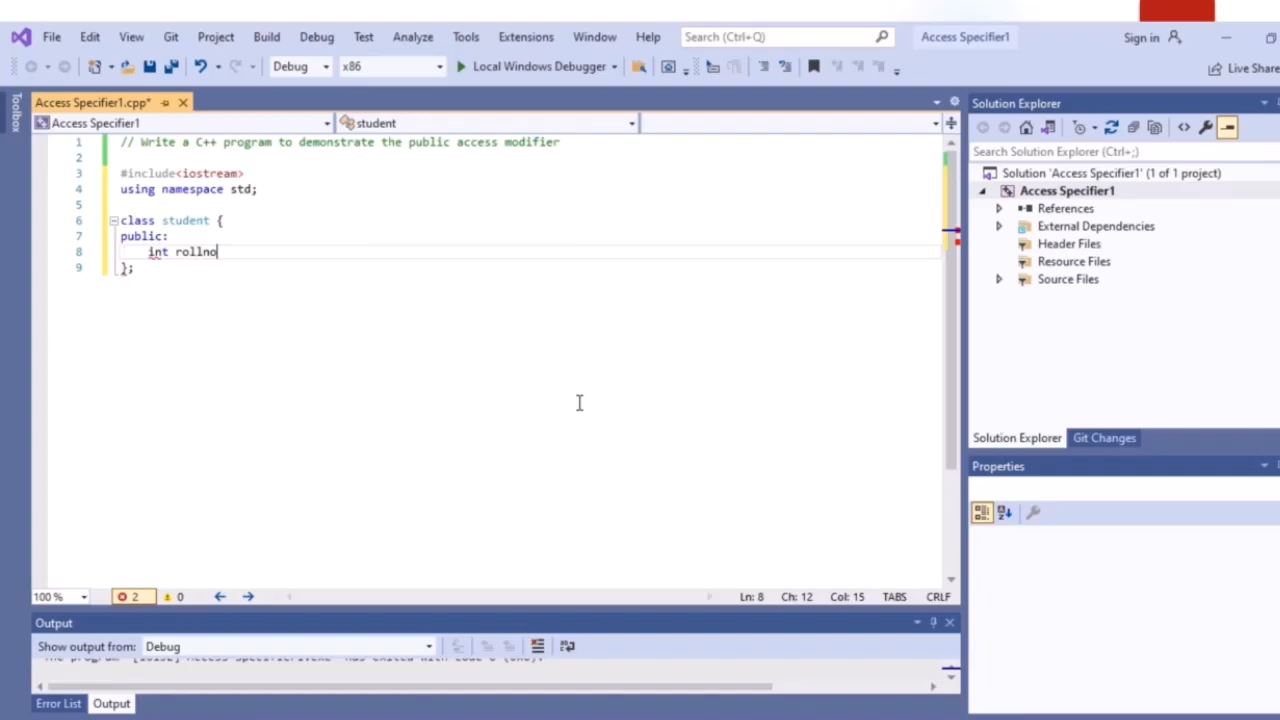 File Edit View Git Project Build Debug Test Analyze Tools Extensions Window Help Search (Ctrl+Q) Access Specifier1 Sign in
Debug x86 Local Windows Debugger Live Share
Toolbox
Access Specifier1.cpp*
Access Specifier1 student
1 // Write a C++ program to demonstrate the public access modifier
2
3 #include<iostream>
4 using namespace std;
5
6 class student {
7 public:
8 int rollno
9 };
100 % 2 0 Ln: 8 Ch: 12 Col: 15 TABS CRLF
Output
Show output from: Debug
Error List Output
Solution Explorer
Search Solution Explorer (Ctrl+;)
Solution 'Access Specifier1' (1 of 1 project)
Access Specifier1
References
External Dependencies
Header Files
Resource Files
Source Files
Solution Explorer Git Changes
Properties